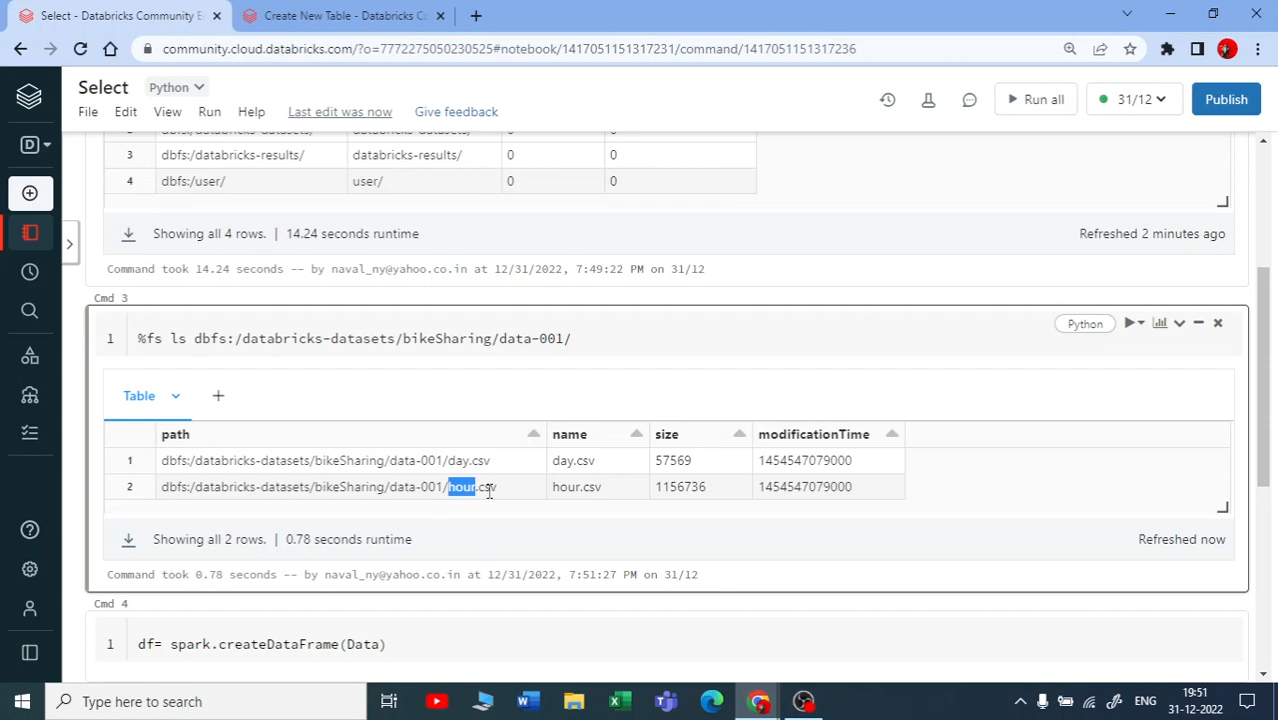 Select - Databricks Community E
Create New Table - Databricks Co
community.cloud.databricks.com/?o=7772275050230525#notebook/1417051151317231/command/1417051151317236
Select Python
File Edit View Run Help Last edit was now Give feedback
Run all 31/12 Publish
D
dbfs:/databricks-datasets/ databricks-datasets/ 0 0
3 dbfs:/databricks-results/ databricks-results/ 0 0
4 dbfs:/user/ user/ 0 0
Showing all 4 rows. | 14.24 seconds runtime Refreshed 2 minutes ago
Command took 14.24 seconds -- by naval_ny@yahoo.co.in at 12/31/2022, 7:49:22 PM on 31/12
Cmd 3
1 %fs ls dbfs:/databricks-datasets/bikeSharing/data-001/ Python
Table +
path name size modificationTime
1 dbfs:/databricks-datasets/bikeSharing/data-001/day.csv day.csv 57569 1454547079000
2 dbfs:/databricks-datasets/bikeSharing/data-001/hour.csv hour.csv 1156736 1454547079000
Showing all 2 rows. | 0.78 seconds runtime Refreshed now
Command took 0.78 seconds -- by naval_ny@yahoo.co.in at 12/31/2022, 7:51:27 PM on 31/12
Cmd 4
1 df= spark.createDataFrame(Data)
Type here to search
ENG 19:51
31-12-2022